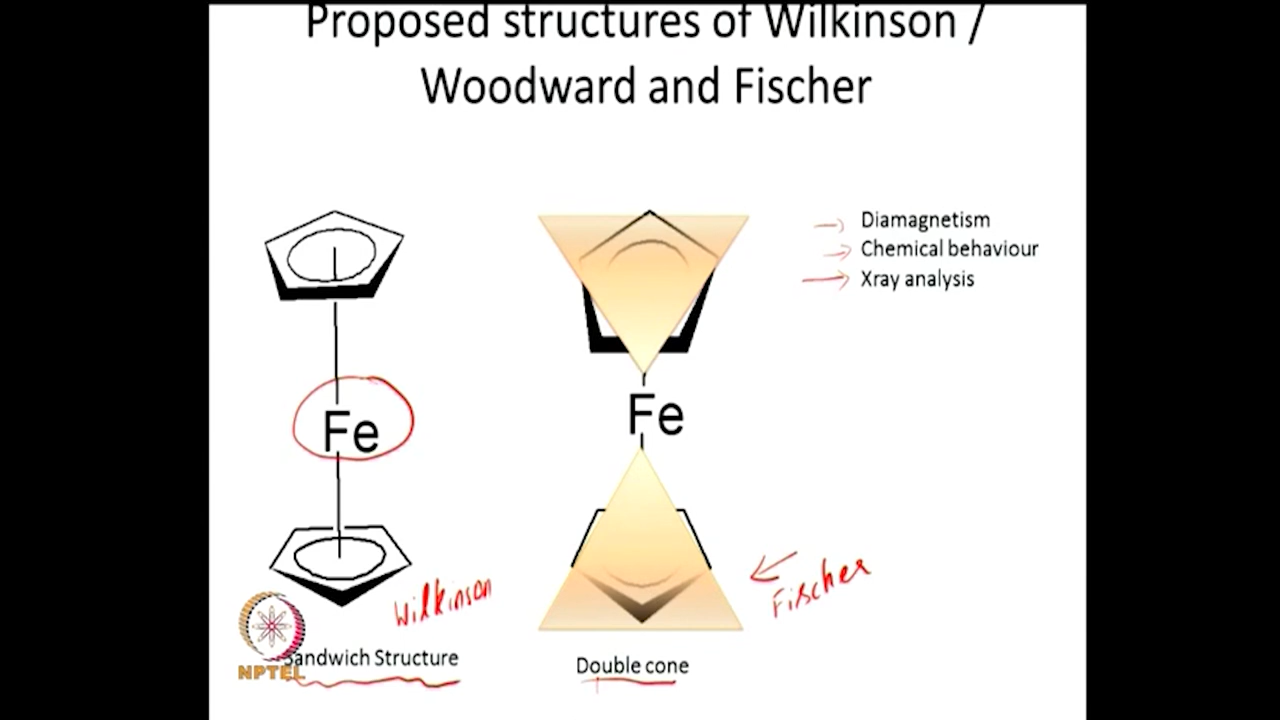 Proposed structures of Wilkinson /
Woodward and Fischer
Diamagnetism
Chemical behaviour
Xray analysis
Fe
Fe
Wilkinson
Fischer
NPTEL
Sandwich Structure
Double cone